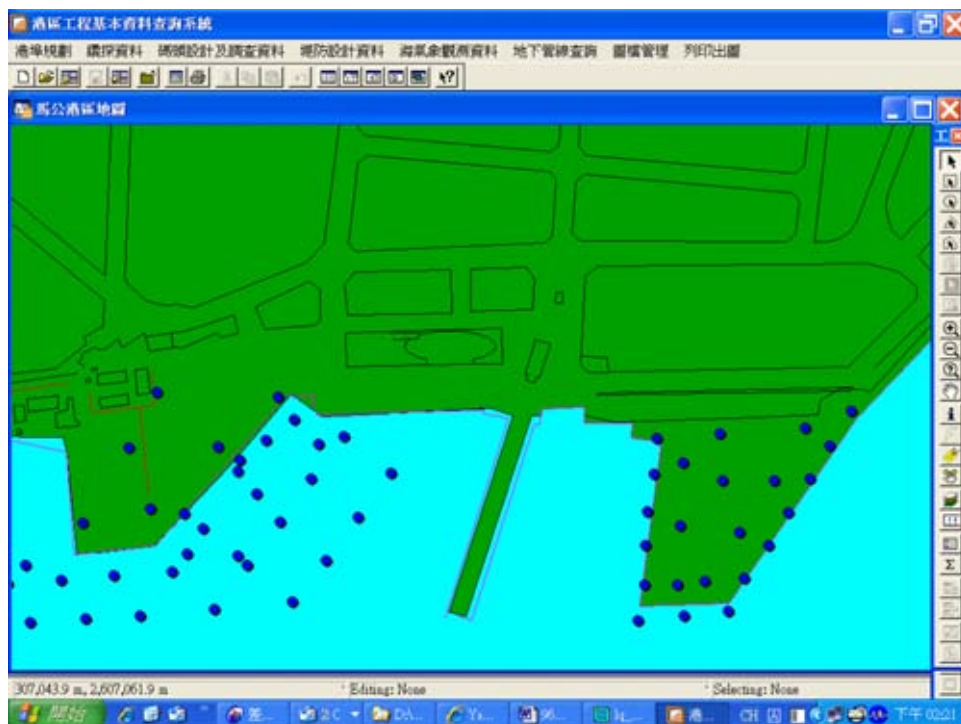 港區工程基本資料查詢系統
港埠規劃 鑽探資料 碼頭設計及調查資料 堤防設計資料 海氣象觀測資料 地下管線查詢 圖檔管理 列印出圖
馬公港區地圖
工
307,043.9 m, 2,607,061.9 m Editing: None Selecting: None
開始 2 C D:\ 96... CH 下午 02:21